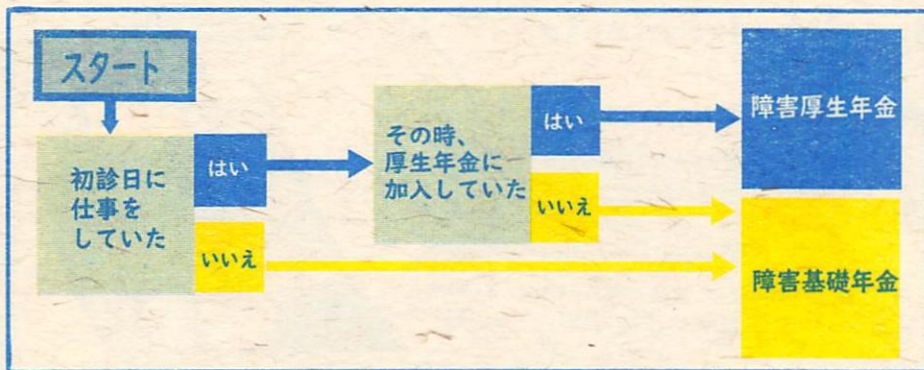 スタート
初診日に
仕事を
していた
はい
いいえ
その時、
厚生年金に
加入していた
はい
いいえ
障害厚生年金
障害基礎年金